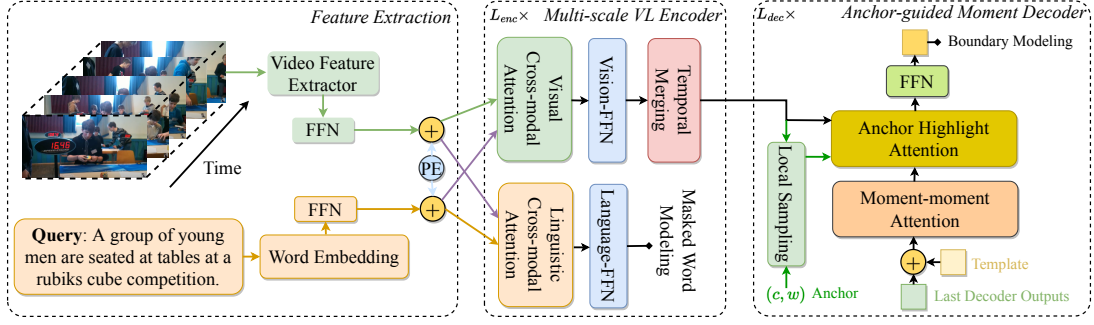 Feature Extraction
Video Feature
Extractor
FFN
Time
16.46
+
PE
+
FFN
Query: A group of young
men are seated at tables at a
rubiks cube competition.
Word Embedding
L_enc× Multi-scale VL Encoder
Visual
Cross-modal
Attention
Vision-FFN
Temporal
Merging
Linguistic
Cross-modal
Attention
Language-FFN
Masked Word
Modeling
L_dec× Anchor-guided Moment Decoder
Boundary Modeling
FFN
Anchor Highlight
Attention
Local Sampling
Moment-moment
Attention
+
Template
(c, w) Anchor
Last Decoder Outputs